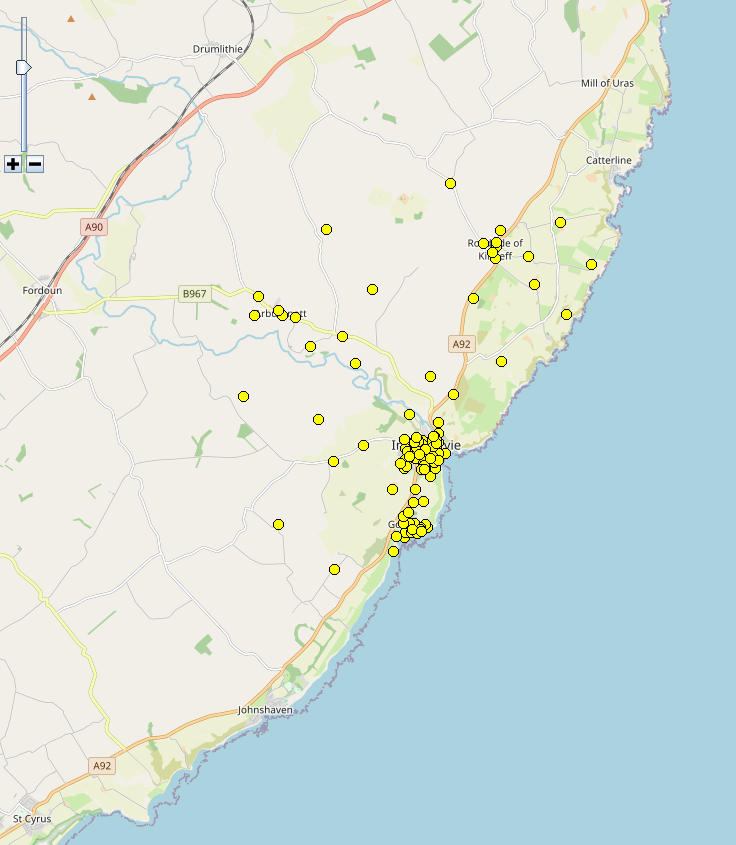 Drumlithie
Mill of Uras
Catterline
A90
Fordoun
B967
A92
Johnshaven
A92
St Cyrus